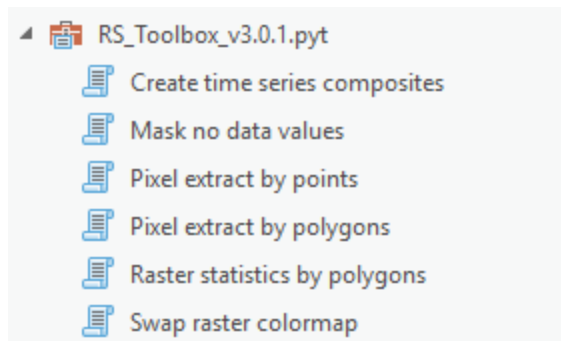 RS_Toolbox_v3.0.1.pyt
Create time series composites
Mask no data values
Pixel extract by points
Pixel extract by polygons
Raster statistics by polygons
Swap raster colormap